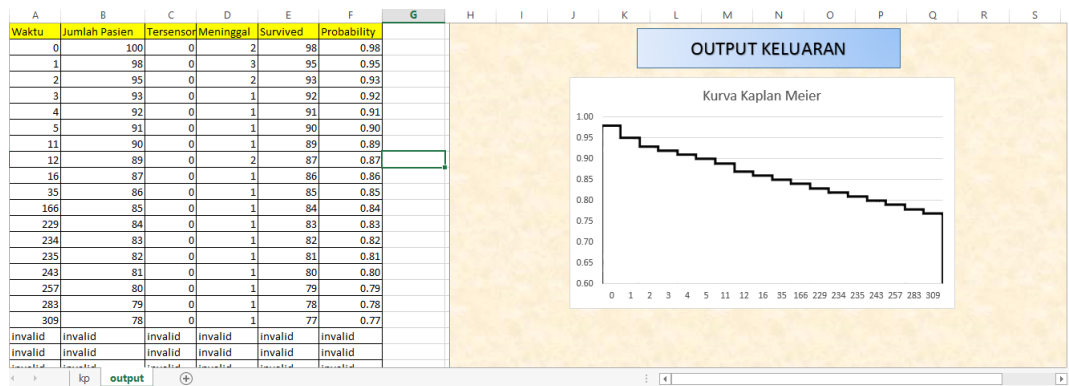 A B C D E F G H I J K L M N O P Q R S
Waktu Jumlah Pasien Tersensor Meninggal Survived Probability
0 100 0 2 98 0.98
1 98 0 3 95 0.95
2 95 0 2 93 0.93
3 93 0 1 92 0.92
4 92 0 1 91 0.91
5 91 0 1 90 0.90
11 90 0 1 89 0.89
12 89 0 2 87 0.87
16 87 0 1 86 0.86
35 86 0 1 85 0.85
166 85 0 1 84 0.84
229 84 0 1 83 0.83
234 83 0 1 82 0.82
235 82 0 1 81 0.81
243 81 0 1 80 0.80
257 80 0 1 79 0.79
283 79 0 1 78 0.78
309 78 0 1 77 0.77
invalid invalid invalid invalid invalid invalid
invalid invalid invalid invalid invalid invalid
OUTPUT KELUARAN
Kurva Kaplan Meier
1.00
0.95
0.90
0.85
0.80
0.75
0.70
0.65
0.60
0 1 2 3 4 5 11 12 16 35 166 229 234 235 243 257 283 309
kp output